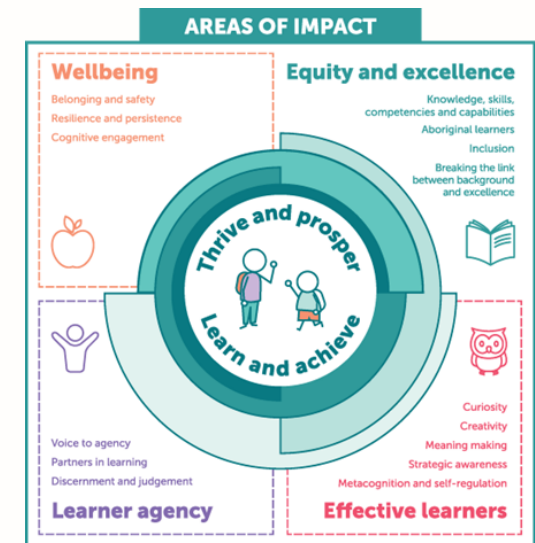 AREAS OF IMPACT
Wellbeing
Belonging and safety
Resilience and persistence
Cognitive engagement
Equity and excellence
Knowledge, skills,
competencies and capabilities
Aboriginal learners
Inclusion
Breaking the link
between background
and excellence
Thrive and prosper
Learn and achieve
Voice to agency
Partners in learning
Discernment and judgement
Learner agency
Curiosity
Creativity
Meaning making
Strategic awareness
Metacognition and self-regulation
Effective learners